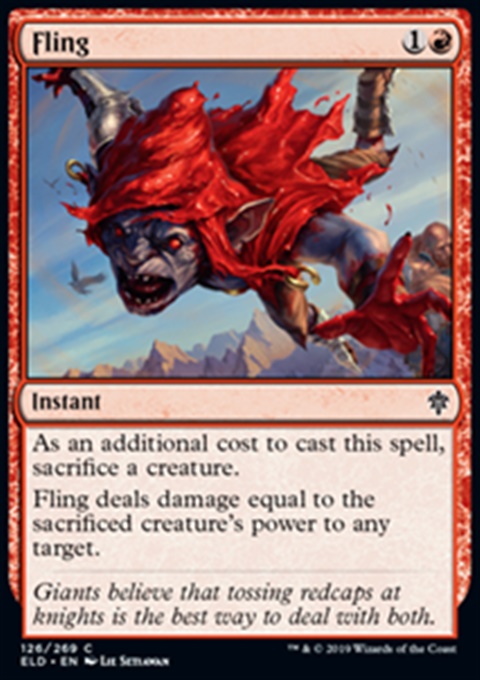 Fling 1
Instant
As an additional cost to cast this spell,
sacrifice a creature.
Fling deals damage equal to the
sacrificed creature's power to any
target.
Giants believe that tossing redcaps at
knights is the best way to deal with both.
126/269 C
ELD • EN Lie Setiawan
™ & © 2019 Wizards of the Coast